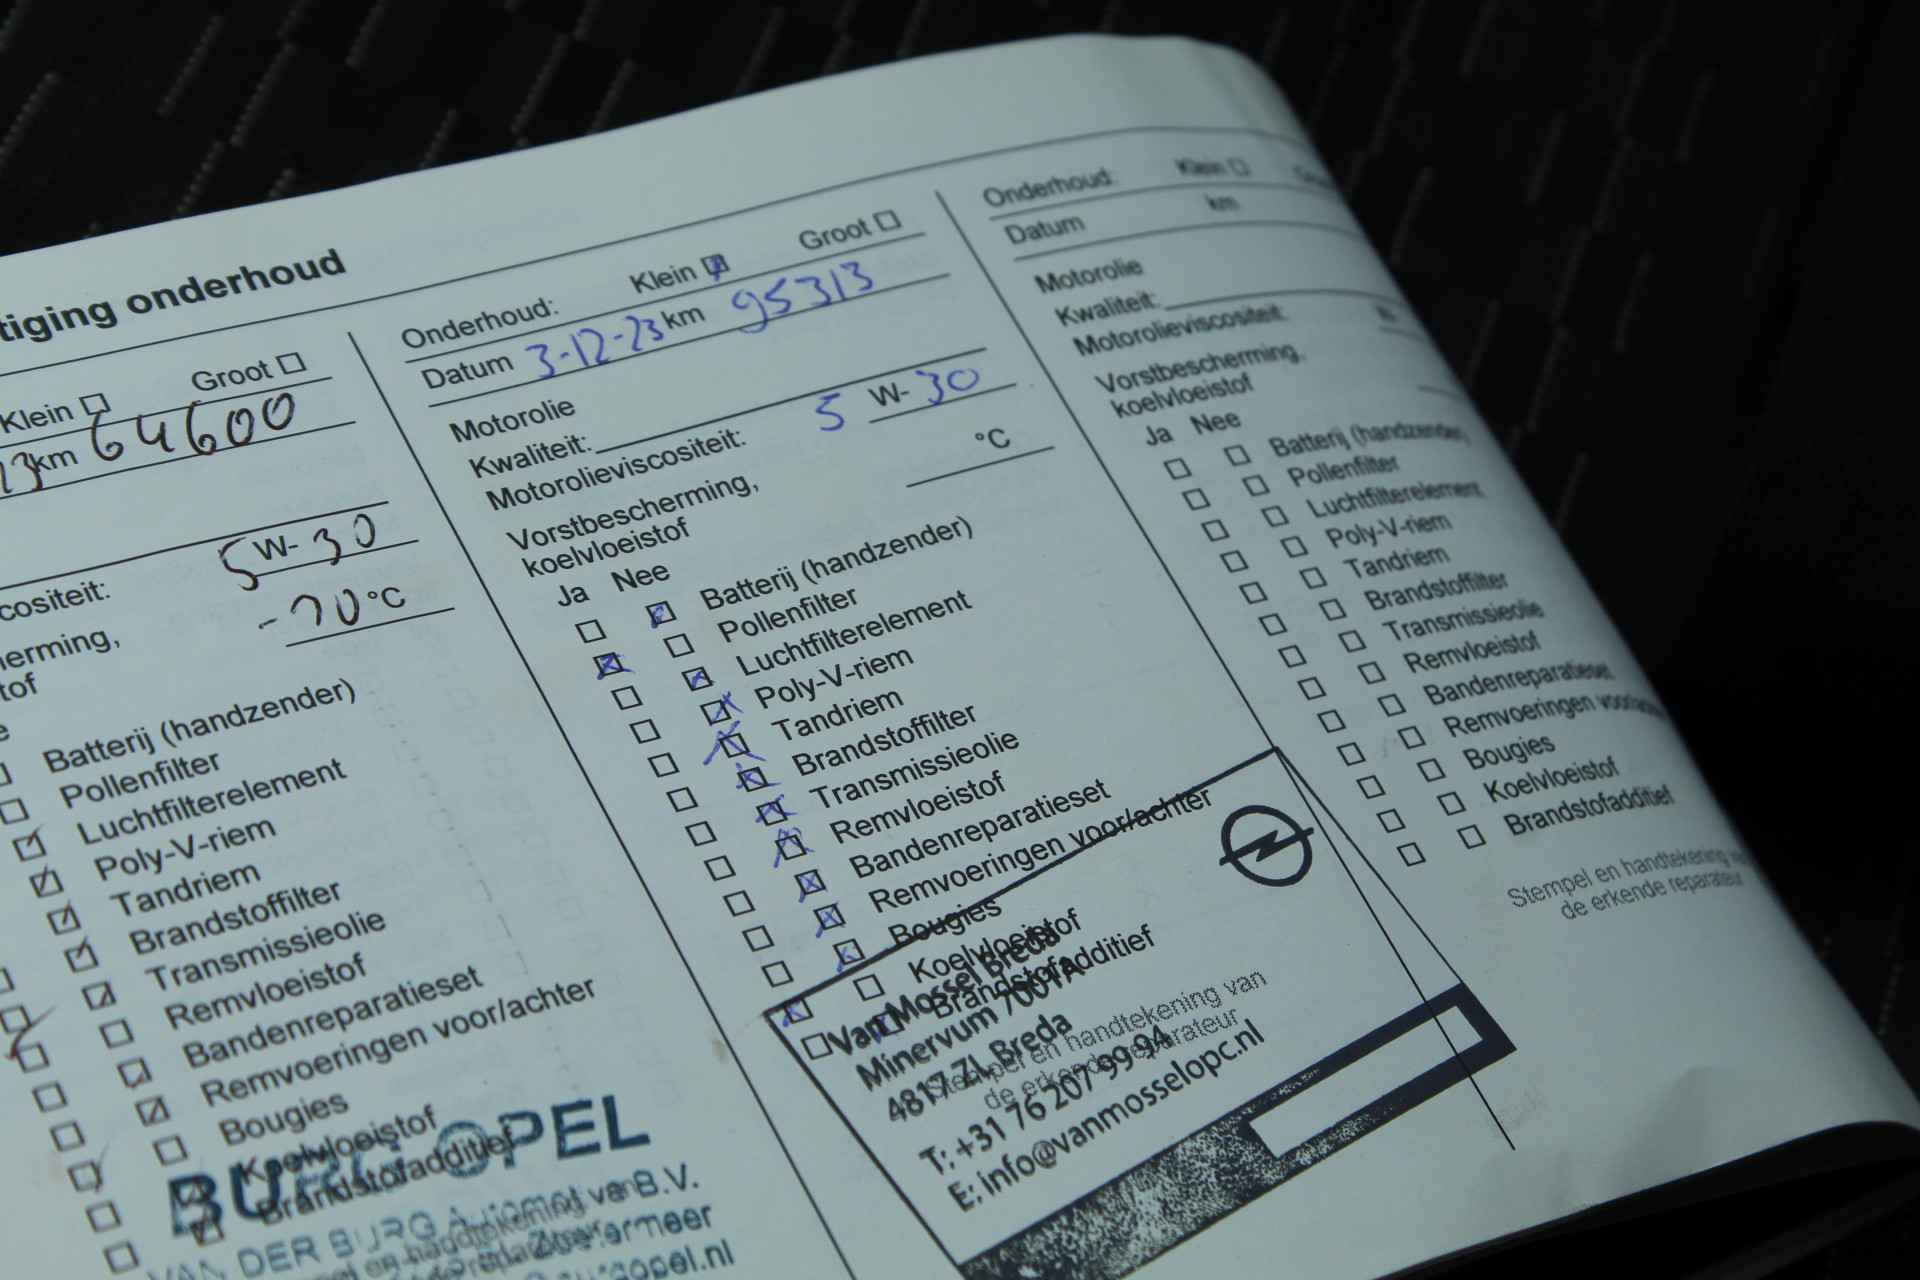 tiging onderhoud
Klein Groot
km 64600
5 W-30
cositeit:
-70 °C
erming,
tof
Batterij (handzender)
Pollenfilter
Luchtfilterelement
Poly-V-riem
Tandriem
Brandstoffilter
Transmissieolie
Remvloeistof
Bandenreparatieset
Remvoeringen voor/achter
Bougies
Koelvloeistof
Brandstofadditief
BURG OPEL
VAN DER BURG Automotive B.V.
Zoetermeer
Onderhoud: Klein Groot
Datum 3-12-23 km 95313
Motorolie
Kwaliteit:
Motorolieviscositeit: 5 W-30
Vorstbescherming,
koelvloeistof °C
Ja Nee
Batterij (handzender)
Pollenfilter
Luchtfilterelement
Poly-V-riem
Tandriem
Brandstoffilter
Transmissieolie
Remvloeistof
Bandenreparatieset
Remvoeringen voor/achter
Bougies
Koelvloeistof
Brandstofadditief
Stempel en handtekening van
de erkende reparateur
Van Mossel Breda
Minervum 7001A
4817 ZL Breda
T: +31 76 207 99 94
E: info@vanmosselopc.nl
Onderhoud: Klein
Datum km
Motorolie
Kwaliteit:
Motorolieviscositeit:
Vorstbescherming,
koelvloeistof
Ja Nee
Batterij (handzender)
Pollenfilter
Luchtfilterelement
Poly-V-riem
Tandriem
Brandstoffilter
Transmissieolie
Remvloeistof
Bandenreparatieset
Remvoeringen
Bougies
Koelvloeistof
Brandstofadditief
Stempel en handtekening
de erkende reparateur